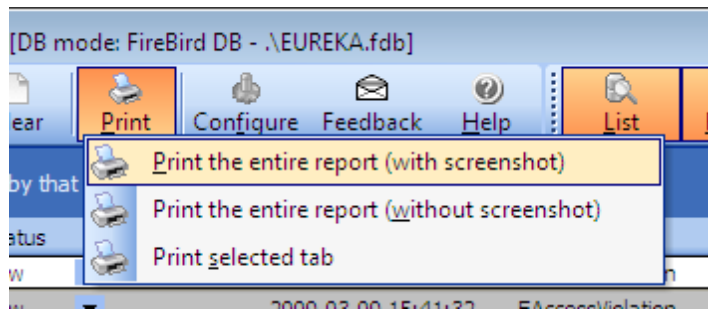 [DB mode: FireBird DB - .\EUREKA.fdb]
ear Print Configure Feedback Help List
Print the entire report (with screenshot)
by that
Print the entire report (without screenshot)
atus
Print selected tab
w n
w 2009-03-09 15:41:32 EAccessViolation